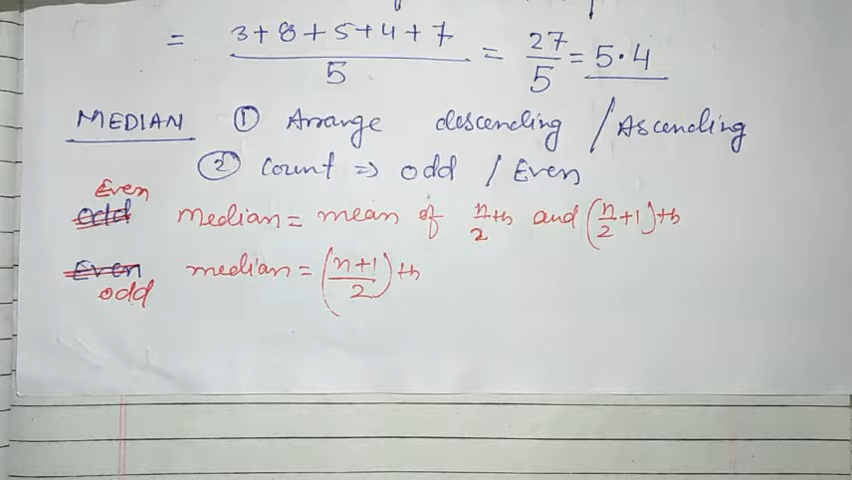 = 3+8+5+4+7 / 5 = 27/5 = 5.4
MEDIAN ① Arrange descending / Ascending
② Count => odd / Even
Even
odd median = mean of n/2 th and (n/2 + 1) th
Even median = (n+1 / 2) th
odd